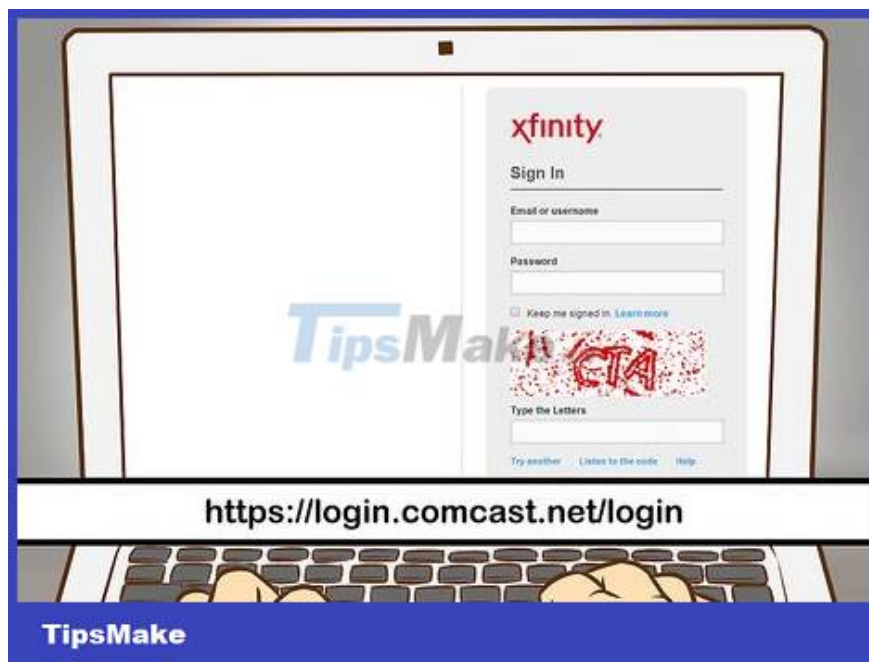 xfinity
Sign In
Email or username
Password
Keep me signed in. Learn more
TipsMake
CTA
Type the Letters
Try another Listen to the code Help
https://login.comcast.net/login
TipsMake